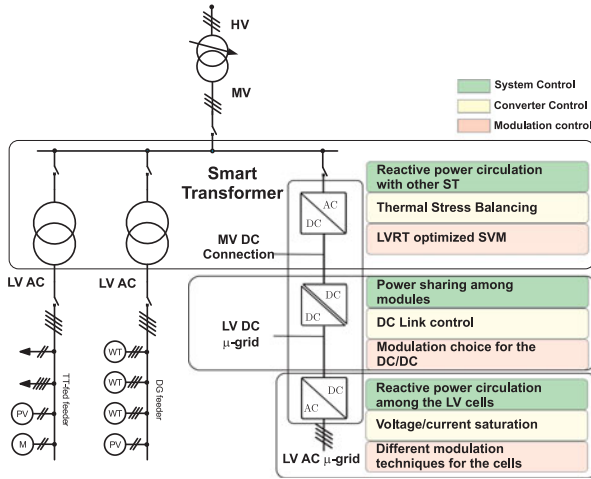 HV
MV
System Control
Converter Control
Modulation control
Smart
Transformer
AC
DC
Reactive power circulation
with other ST
Thermal Stress Balancing
LVRT optimized SVM
MV DC
Connection
LV AC
LV AC
DC
DC
Power sharing among
modules
DC Link control
Modulation choice for the
DC/DC
LV DC
μ-grid
DC
AC
Reactive power circulation
among the LV cells
Voltage/current saturation
Different modulation
techniques for the cells
LV AC μ-grid
TT-fed feeder
PV
M
DG feeder
WT
WT
WT
PV